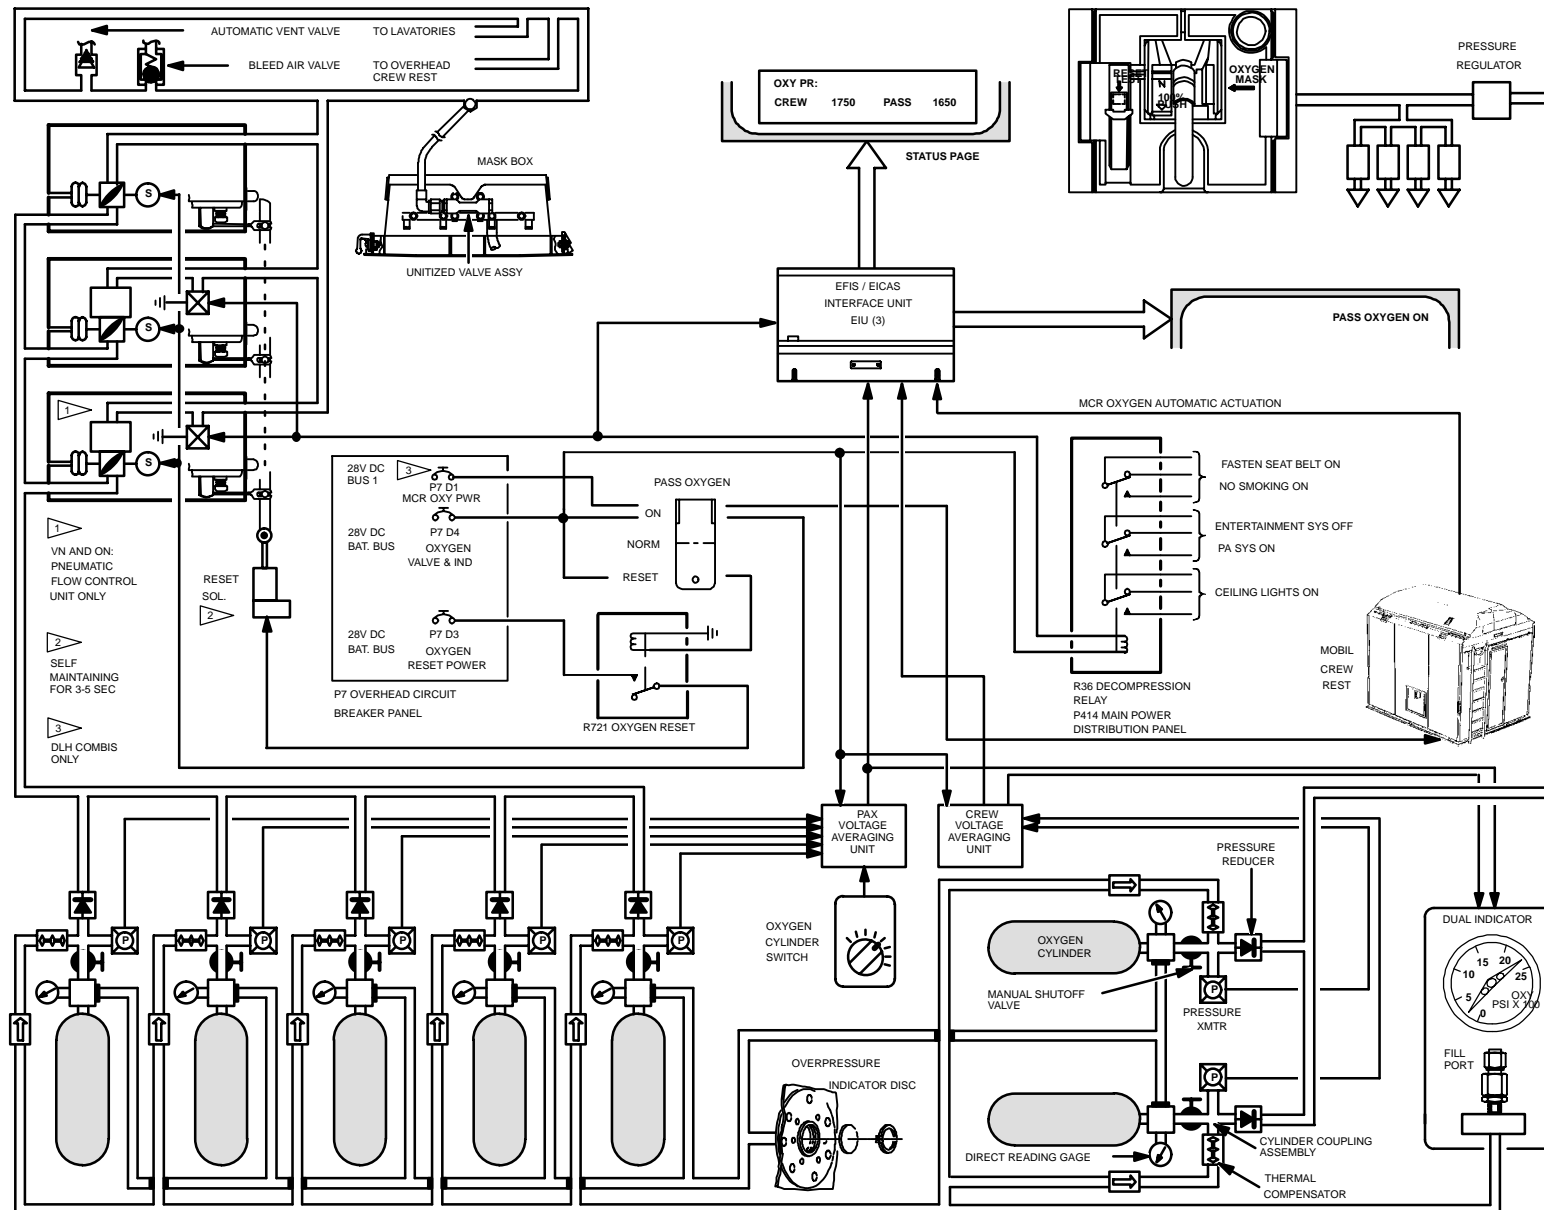 AUTOMATIC VENT VALVE
TO LAVATORIES
BLEED AIR VALVE
TO OVERHEAD
CREW REST
MASK BOX
UNITIZED VALVE ASSY
OXY PR:
CREW 1750 PASS 1650
STATUS PAGE
RESET
TEST
N
100%
PUSH
OXYGEN
MASK
PRESSURE
REGULATOR
S
S
S
EFIS / EICAS
INTERFACE UNIT
EIU (3)
PASS OXYGEN ON
MCR OXYGEN AUTOMATIC ACTUATION
1
1
VN AND ON:
PNEUMATIC
FLOW CONTROL
UNIT ONLY
2
SELF
MAINTAINING
FOR 3-5 SEC
3
DLH COMBIS
ONLY
RESET
SOL.
2
28V DC
BUS 1
3
P7 D1
MCR OXY PWR
28V DC
BAT. BUS
P7 D4
OXYGEN
VALVE & IND
28V DC
BAT. BUS
P7 D3
OXYGEN
RESET POWER
P7 OVERHEAD CIRCUIT
BREAKER PANEL
PASS OXYGEN
ON
NORM
RESET
R721 OXYGEN RESET
FASTEN SEAT BELT ON
NO SMOKING ON
ENTERTAINMENT SYS OFF
PA SYS ON
CEILING LIGHTS ON
R36 DECOMPRESSION
RELAY
P414 MAIN POWER
DISTRIBUTION PANEL
MOBIL
CREW
REST
PAX
VOLTAGE
AVERAGING
UNIT
CREW
VOLTAGE
AVERAGING
UNIT
OXYGEN
CYLINDER
SWITCH
PRESSURE
REDUCER
P
P
P
P
P
OXYGEN
CYLINDER
MANUAL SHUTOFF
VALVE
P
PRESSURE
XMTR
P
OVERPRESSURE
INDICATOR DISC
DIRECT READING GAGE
CYLINDER COUPLING
ASSEMBLY
THERMAL
COMPENSATOR
DUAL INDICATOR
0 5 10 15 20 25
OXY
PSI X 100
FILL
PORT